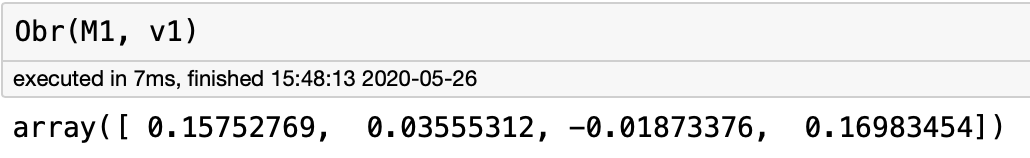 Obr(M1, v1)
executed in 7ms, finished 15:48:13 2020-05-26
array([ 0.15752769,  0.03555312, -0.01873376,  0.16983454])